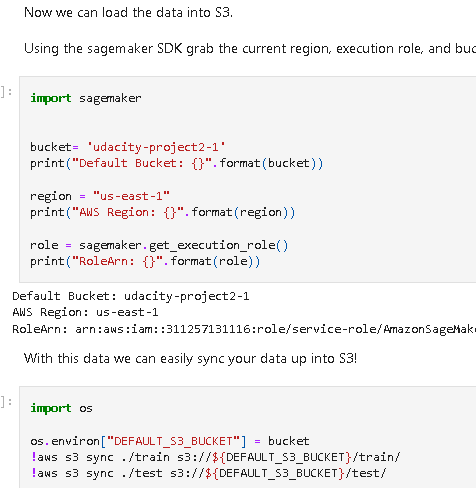 Now we can load the data into S3.
Using the sagemaker SDK grab the current region, execution role, and
]:
import sagemaker
bucket= 'udacity-project2-1'
print("Default Bucket: {}".format(bucket))
region = "us-east-1"
print("AWS Region: {}".format(region))
role = sagemaker.get_execution_role()
print("RoleArn: {}".format(role))
Default Bucket: udacity-project2-1
AWS Region: us-east-1
RoleArn: arn:aws:iam::311257131116:role/service-role/AmazonSageMak
With this data we can easily sync your data up into S3!
]:
import os
os.environ["DEFAULT_S3_BUCKET"] = bucket
!aws s3 sync ./train s3://${DEFAULT_S3_BUCKET}/train/
!aws s3 sync ./test s3://${DEFAULT_S3_BUCKET}/test/